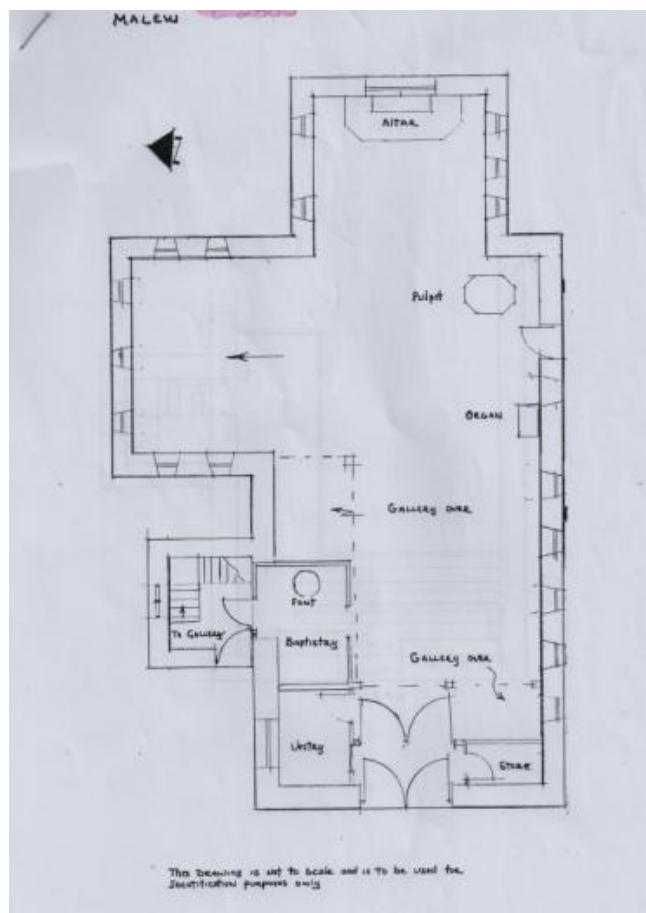 MALEW
Altar
Pulpit
ORGAN
GALLERY OVER
FONT
TO GALLERY
Baptistry
GALLERY OVER
Vestry
STORE
THIS DRAWING IS NOT TO SCALE and is to be used for
Identification purposes only